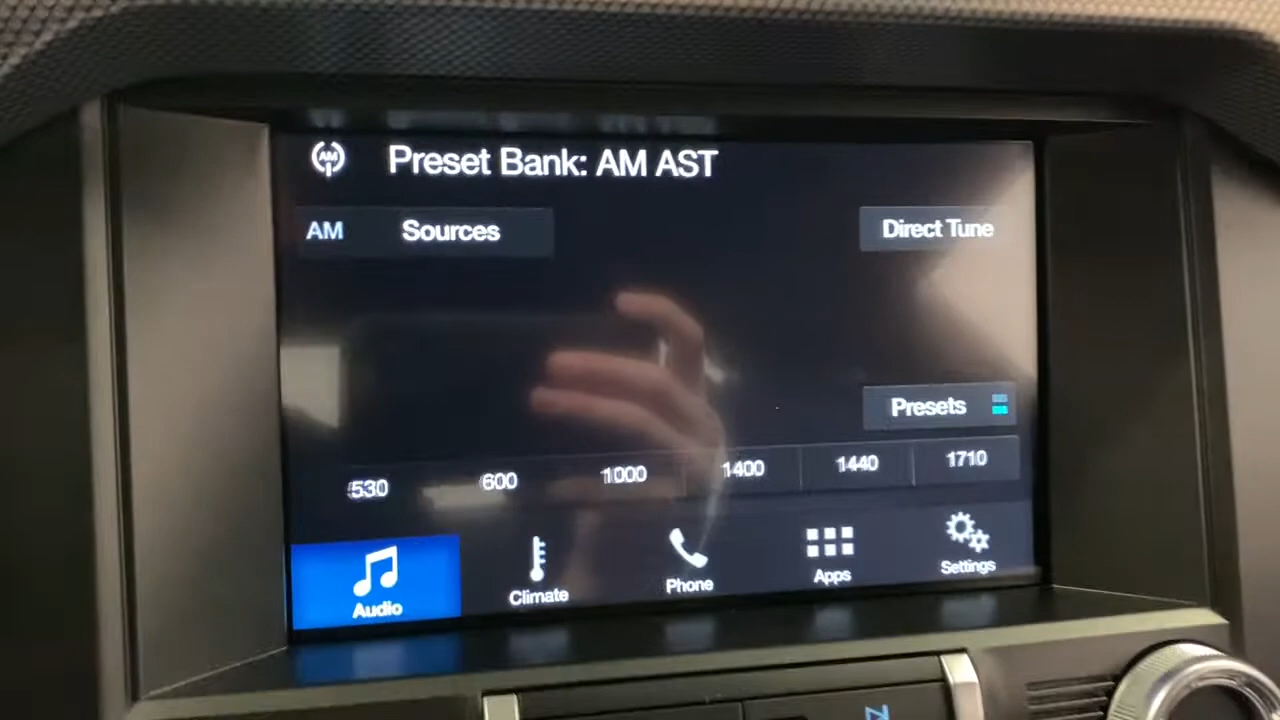 AM Preset Bank: AM AST
AM Sources Direct Tune
Presets
530 600 1000 1400 1440 1710
Audio Climate Phone Apps Settings